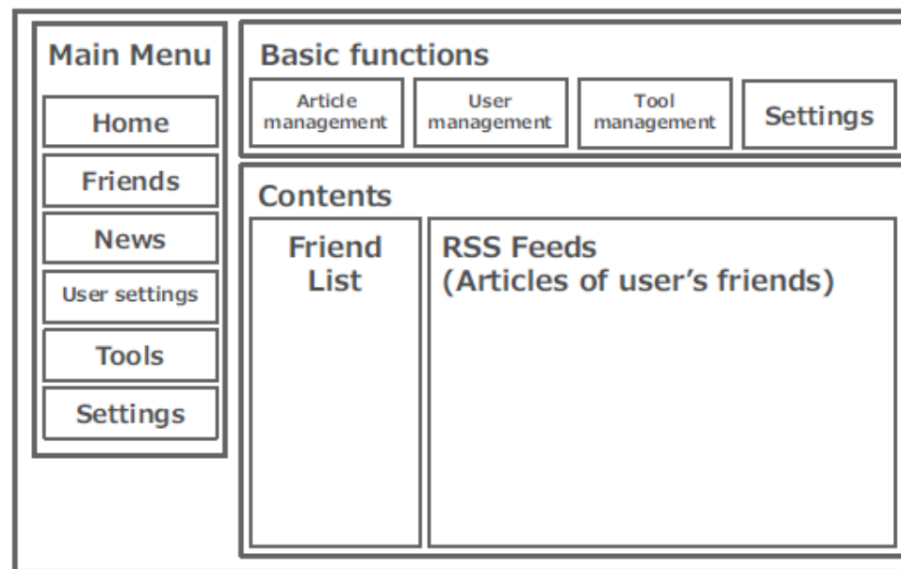 Main Menu
Home
Friends
News
User settings
Tools
Settings
Basic functions
Article
management
User
management
Tool
management
Settings
Contents
Friend
List
RSS Feeds
(Articles of user’s friends)